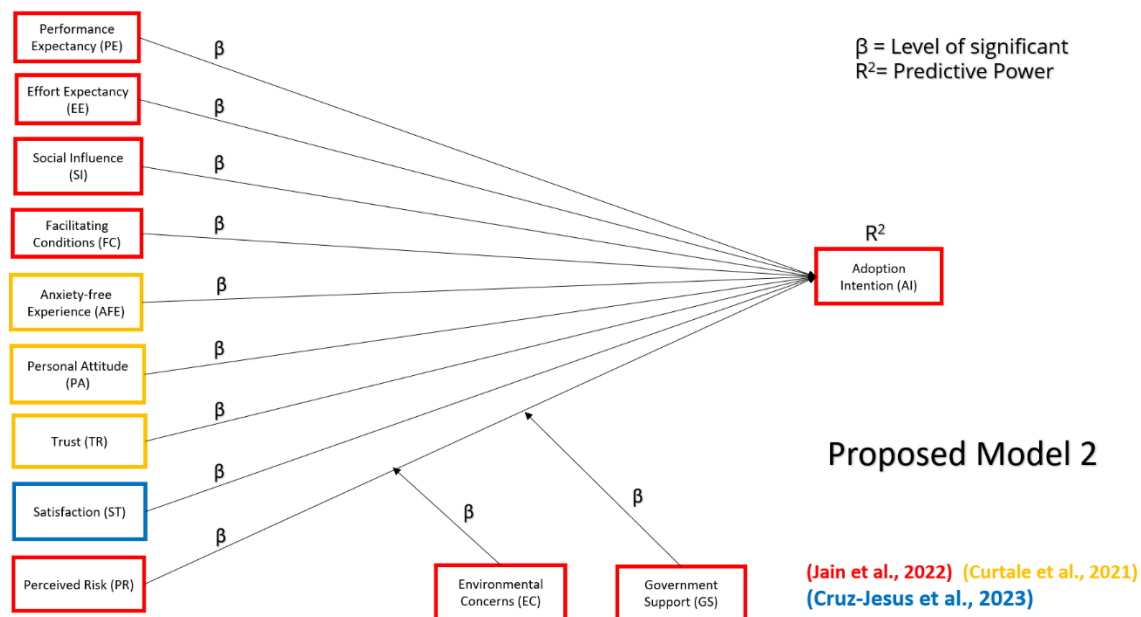 Performance
Expectancy (PE)
β
β = Level of significant
R²= Predictive Power
Effort Expectancy
(EE)
β
Social Influence
(SI)
β
Facilitating
Conditions (FC)
β
R²
Adoption
Intention (AI)
Anxiety-free
Experience (AFE)
β
Personal Attitude
(PA)
β
Trust (TR)
β
Proposed Model 2
Satisfaction (ST)
β
β
β
Perceived Risk (PR)
β
Environmental
Concerns (EC)
Government
Support (GS)
(Jain et al., 2022) (Curtale et al., 2021)
(Cruz-Jesus et al., 2023)